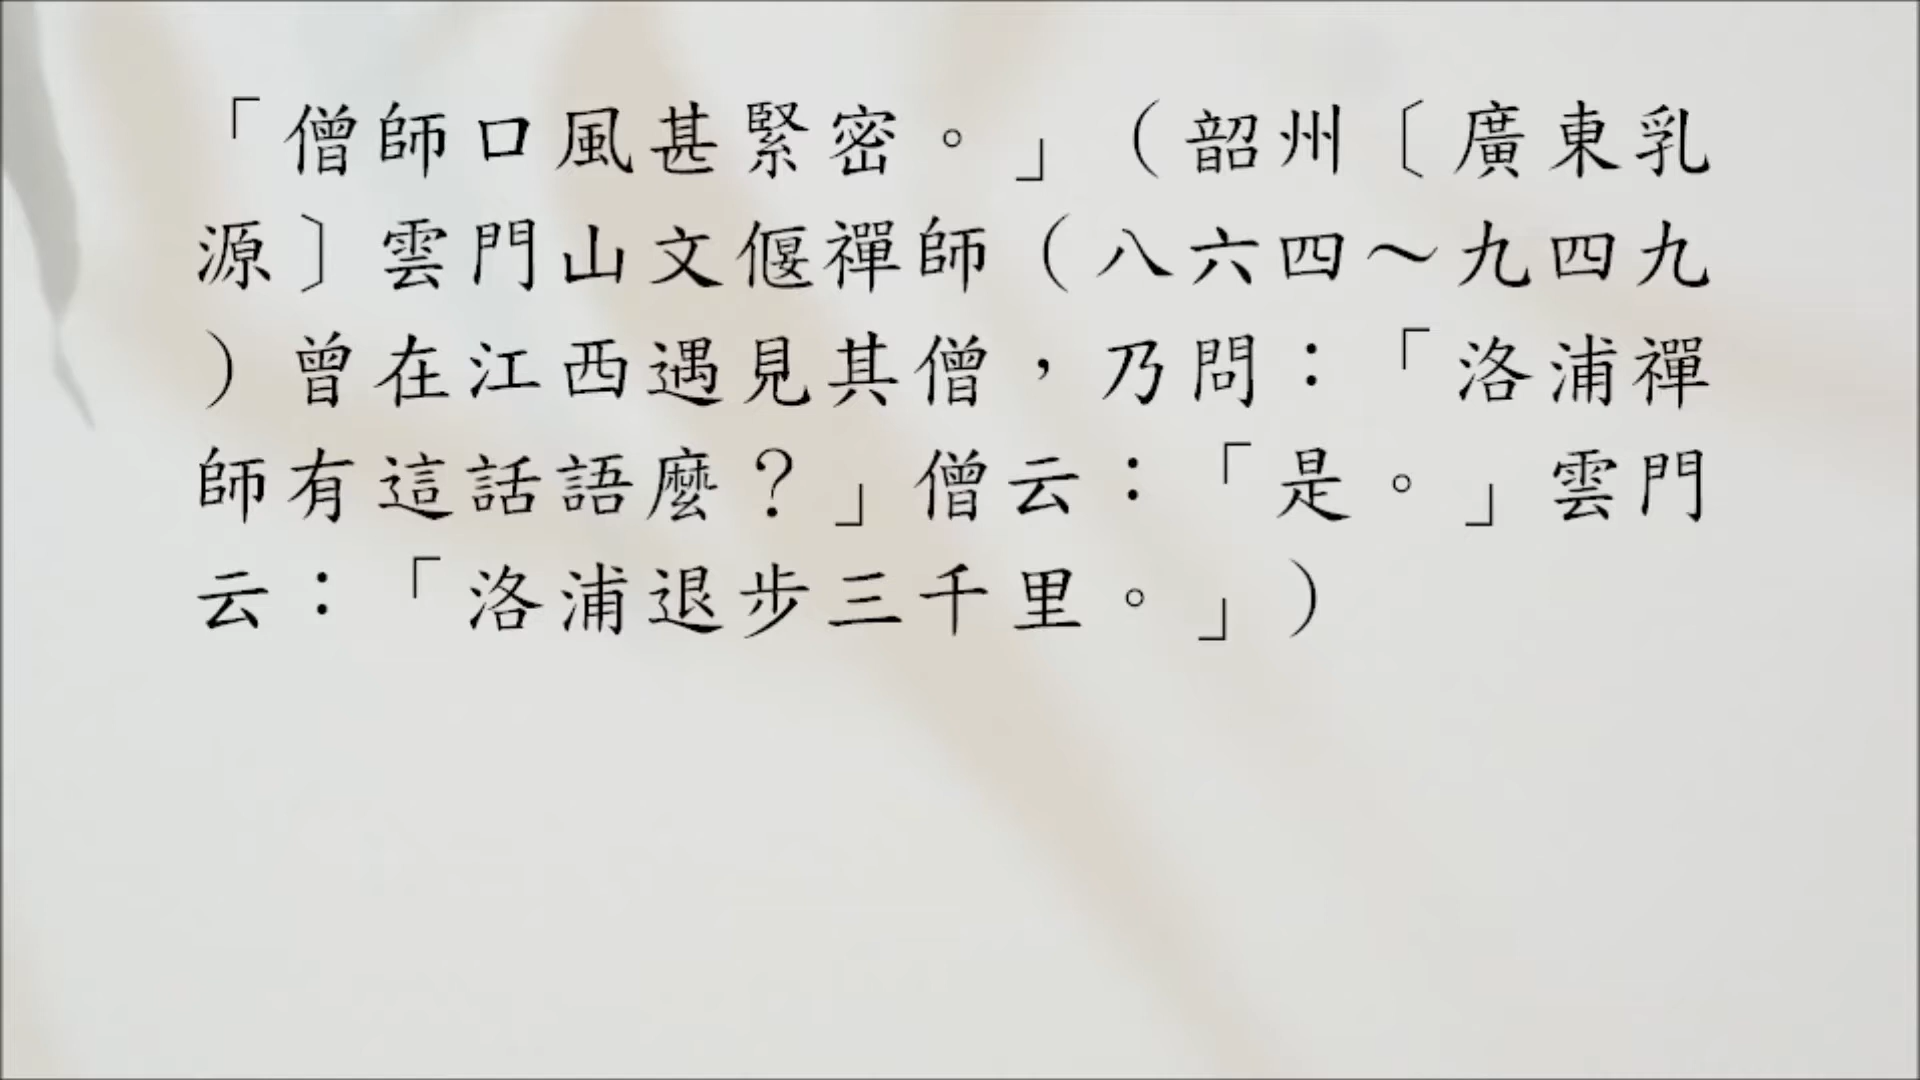 「僧師口風甚緊密。」（韶州〔廣東乳
源〕雲門山文偃禪師（八六四～九四九
）曾在江西遇見其僧，乃問：「洛浦禪
師有這話語麼？」僧云：「是。」雲門
云：「洛浦退步三千里。」）